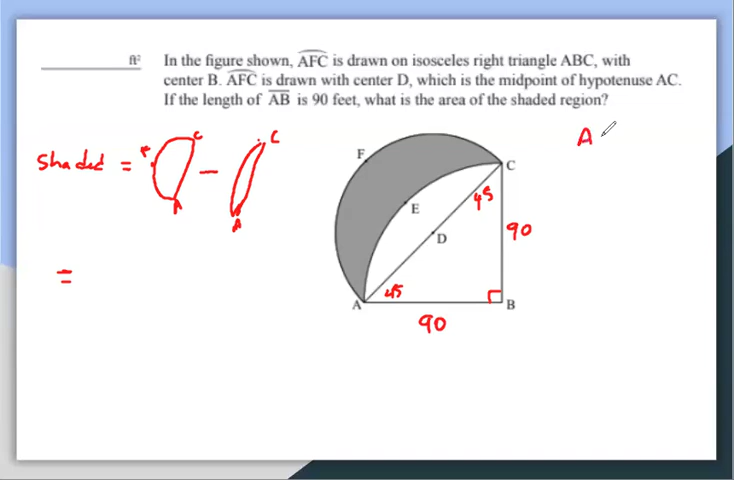 ft² In the figure shown, AFC is drawn on isosceles right triangle ABC, with
center B. AFC is drawn with center D, which is the midpoint of hypotenuse AC.
If the length of AB is 90 feet, what is the area of the shaded region?
Shaded = F C A - C A
=
A
F
C
45
E
90
D
45
A
B
90